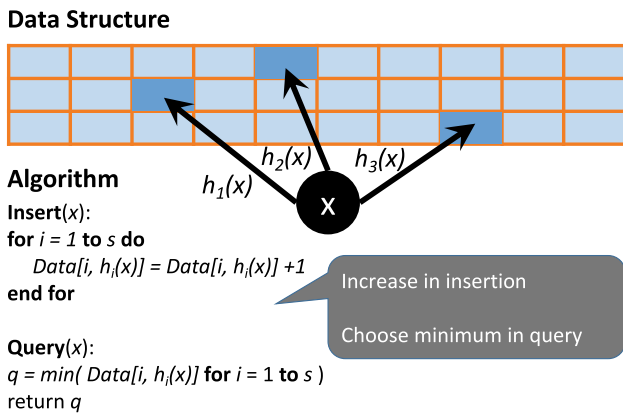 Data Structure
h₁(x)
h₂(x)
h₃(x)
x
Algorithm
Insert(x):
for i = 1 to s do
Data[i, hᵢ(x)] = Data[i, hᵢ(x)] +1
end for
Increase in insertion
Choose minimum in query
Query(x):
q = min( Data[i, hᵢ(x)] for i = 1 to s )
return q